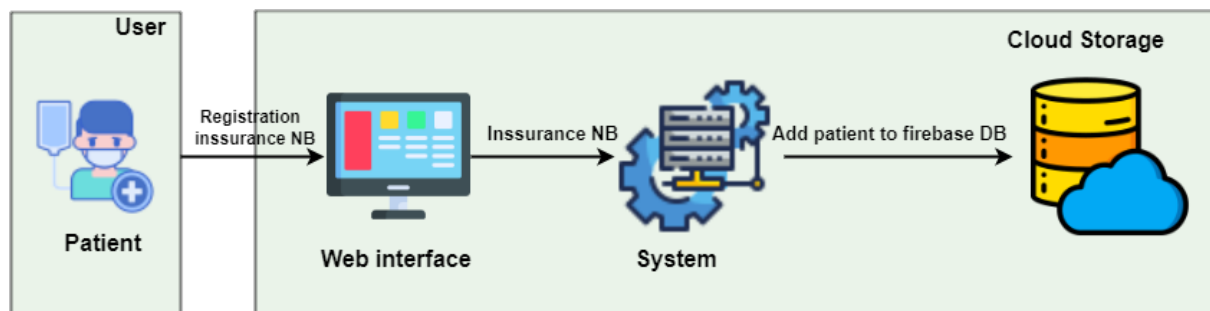 User
Cloud Storage
Registration
inssurance NB
Inssurance NB
Add patient to firebase DB
Patient
Web interface
System